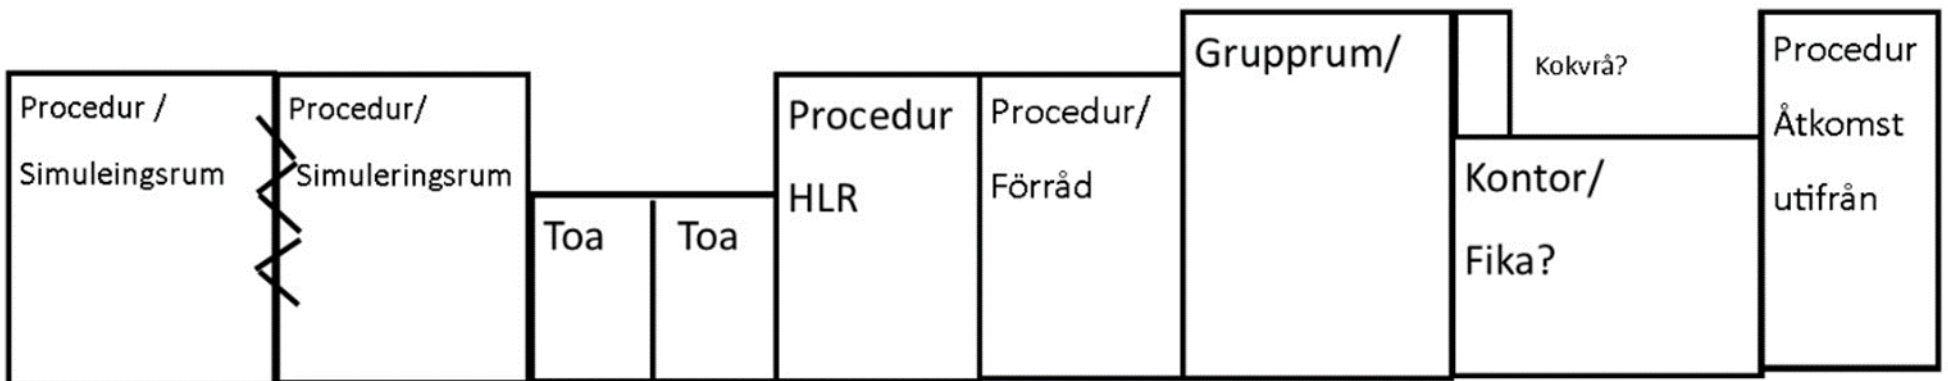 Procedur /
Simuleingsrum
Procedur/
Simuleringsrum
Toa
Toa
Procedur
HLR
Procedur/
Förråd
Grupprum/
Kokvrå?
Kontor/
Fika?
Procedur
Åtkomst
utifrån